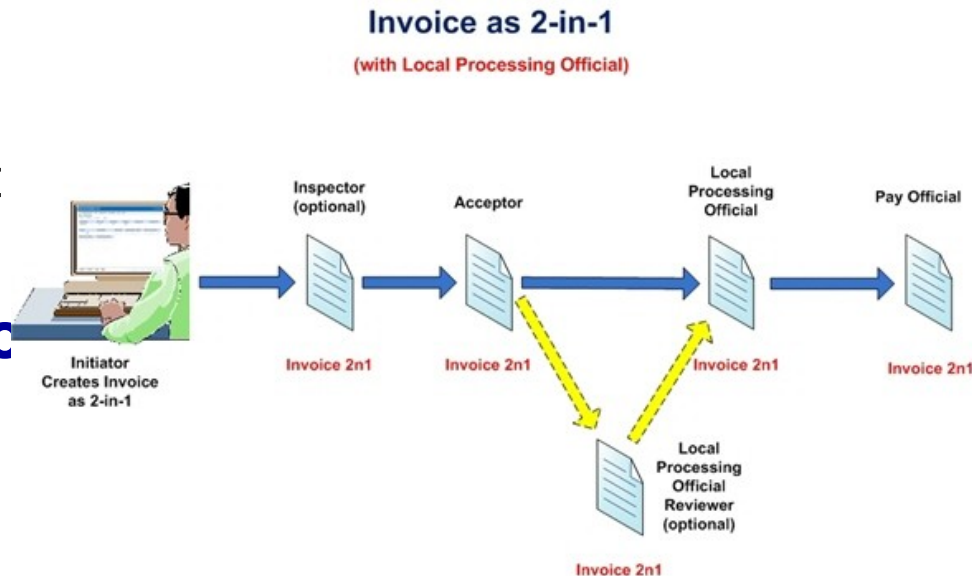 Invoice as 2-in-1
(with Local Processing Official)
Inspector
(optional)
Acceptor
Local
Processing
Official
Pay Official
Initiator
Creates Invoice
as 2-in-1
Invoice 2n1
Invoice 2n1
Invoice 2n1
Invoice 2n1
Local
Processing
Official
Reviewer
(optional)
Invoice 2n1